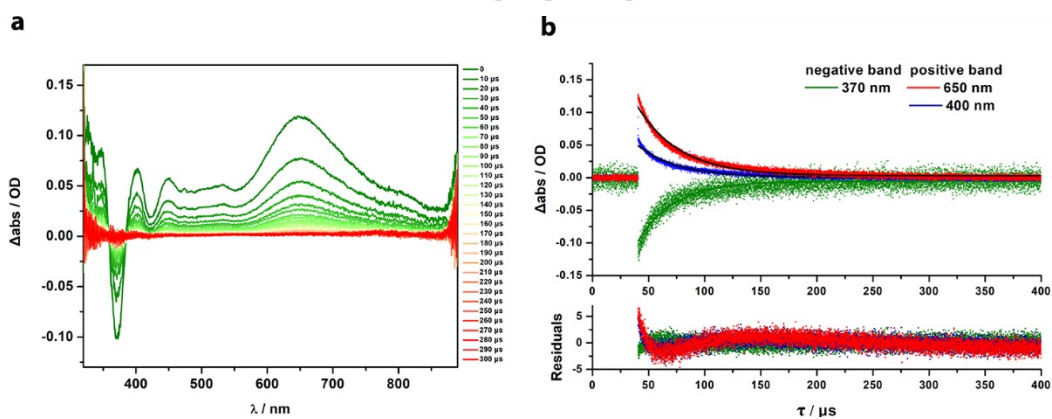 a
Δabs / OD
0.15
0.10
0.05
0.00
-0.05
-0.10
400
500
600
700
800
λ / nm
0
10 μs
20 μs
30 μs
40 μs
50 μs
60 μs
70 μs
80 μs
90 μs
100 μs
110 μs
120 μs
130 μs
140 μs
150 μs
160 μs
170 μs
180 μs
190 μs
200 μs
210 μs
220 μs
230 μs
240 μs
250 μs
260 μs
270 μs
280 μs
290 μs
300 μs
b
negative band positive band
370 nm 650 nm
400 nm
Δabs / OD
0.15
0.10
0.05
0.00
-0.05
-0.10
-0.15
0 50 100 150 200 250 300 350 400
Residuals
5
0
-5
0 50 100 150 200 250 300 350 400
τ / μs